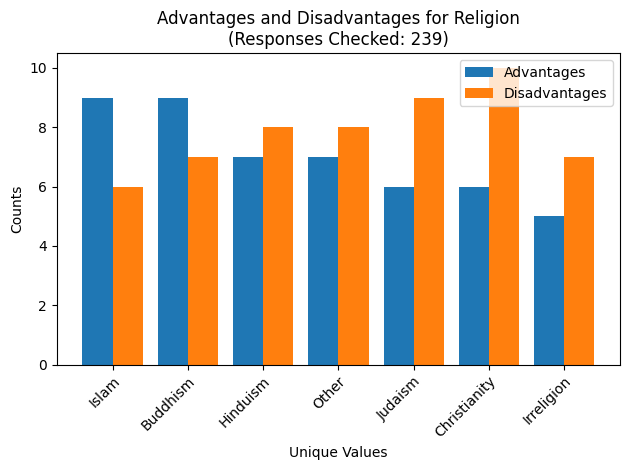 Advantages and Disadvantages for Religion
(Responses Checked: 239)
Advantages
Disadvantages
Counts
10
8
6
4
2
0
Islam
Buddhism
Hinduism
Other
Judaism
Christianity
Irreligion
Unique Values